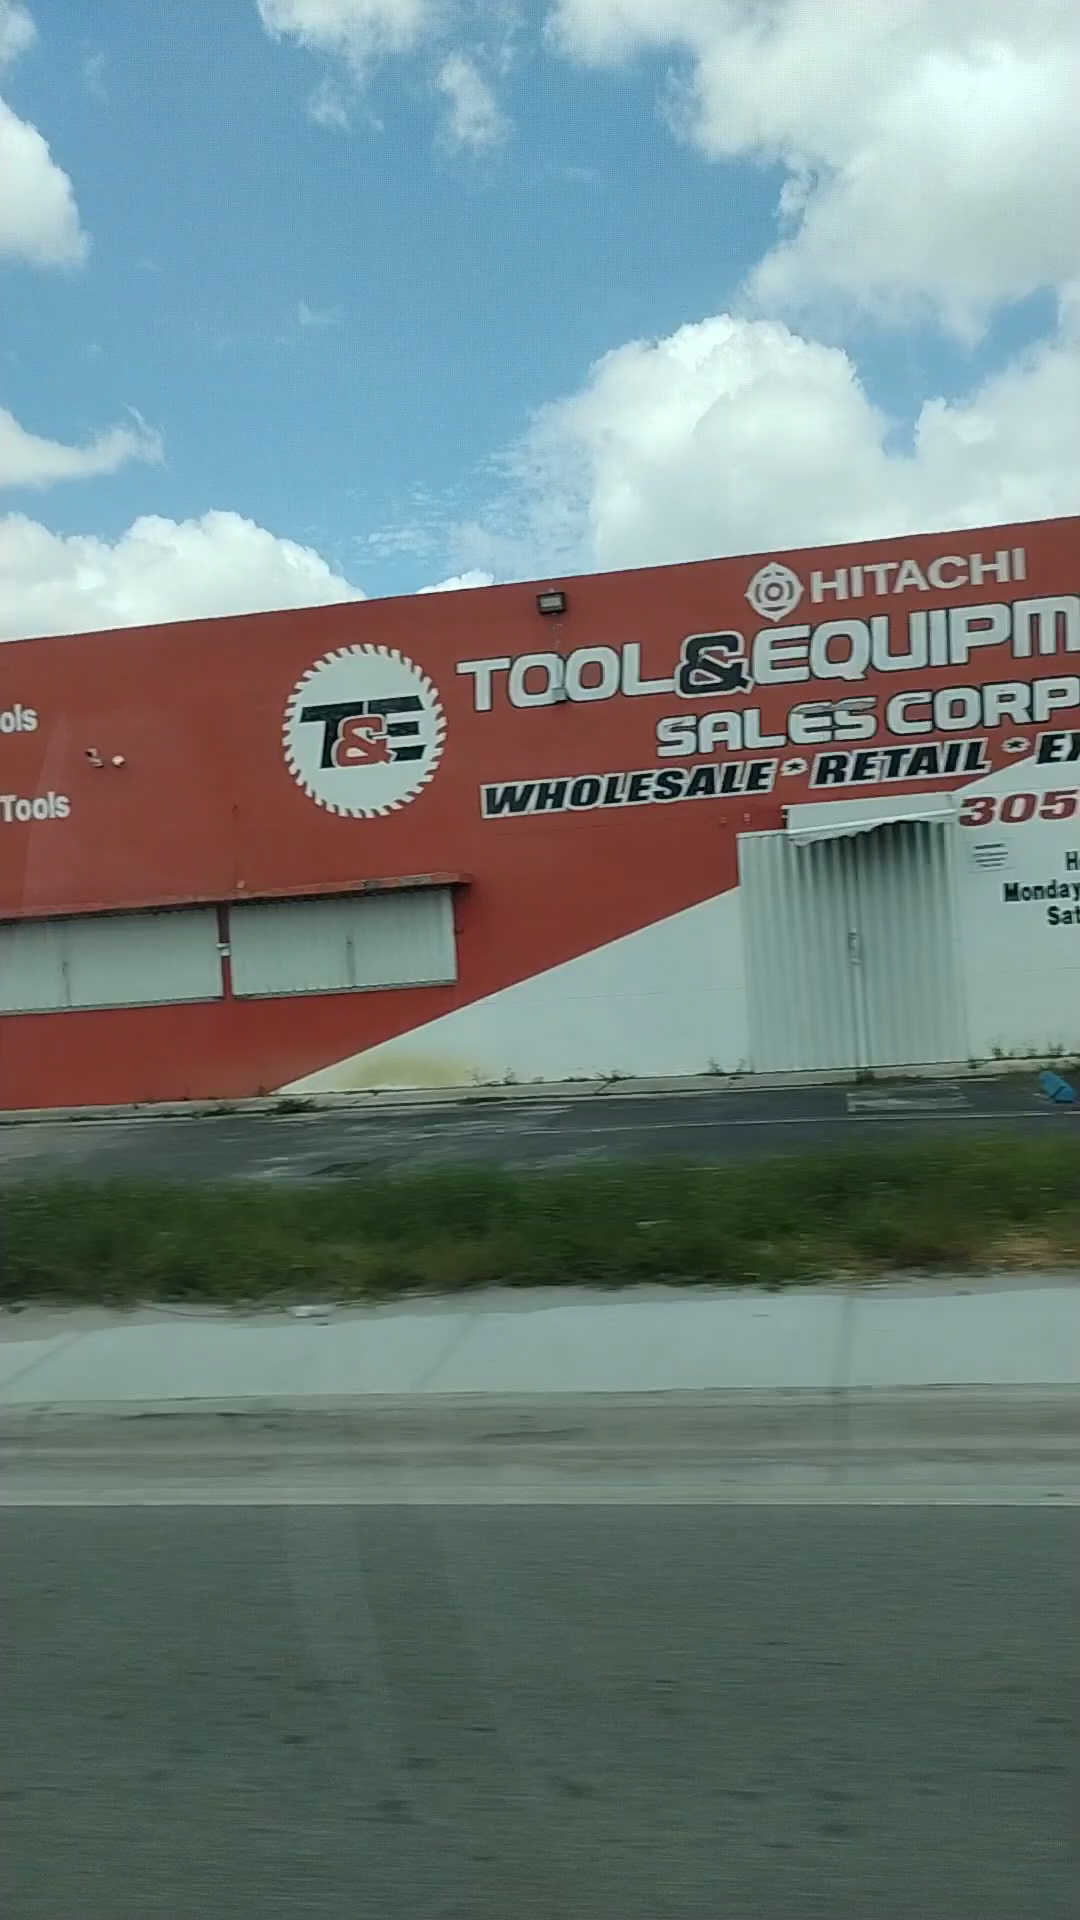 ols
Tools
T&E
HITACHI
TOOL & EQUIPM
SALES CORP
WHOLESALE * RETAIL * EX
305
H
Monday
Sat